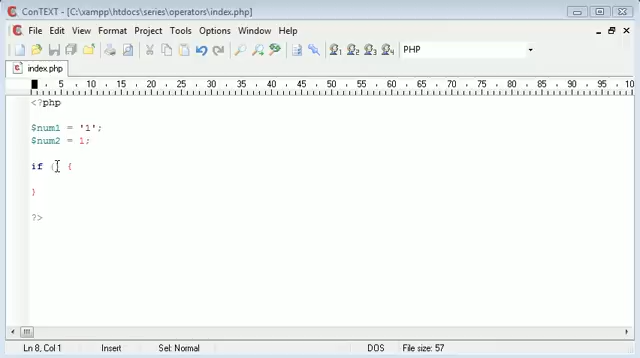 ConTEXT - [C:\xampp\htdocs\series\operators\index.php]
File Edit View Format Project Tools Options Window Help
PHP
index.php
0 5 10 15 20 25 30 35 40 45 50 55 60 65 70 75 80 85 90 95 10
<?php
$num1 = '1';
$num2 = 1;
if ( {
}
?>
Ln 8, Col 1 Insert Sel: Normal DOS File size: 57